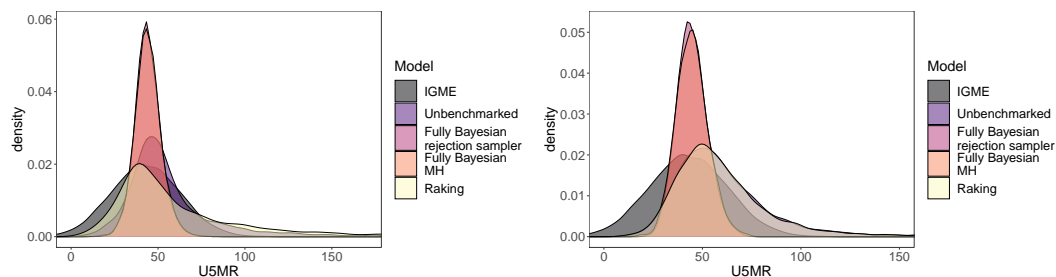 0.06
0.04
0.02
0.00
density
0
50
100
150
U5MR
Model
IGME
Unbenchmarked
Fully Bayesian
rejection sampler
Fully Bayesian
MH
Raking
0.05
0.04
0.03
0.02
0.01
0.00
density
0
50
100
150
U5MR
Model
IGME
Unbenchmarked
Fully Bayesian
rejection sampler
Fully Bayesian
MH
Raking